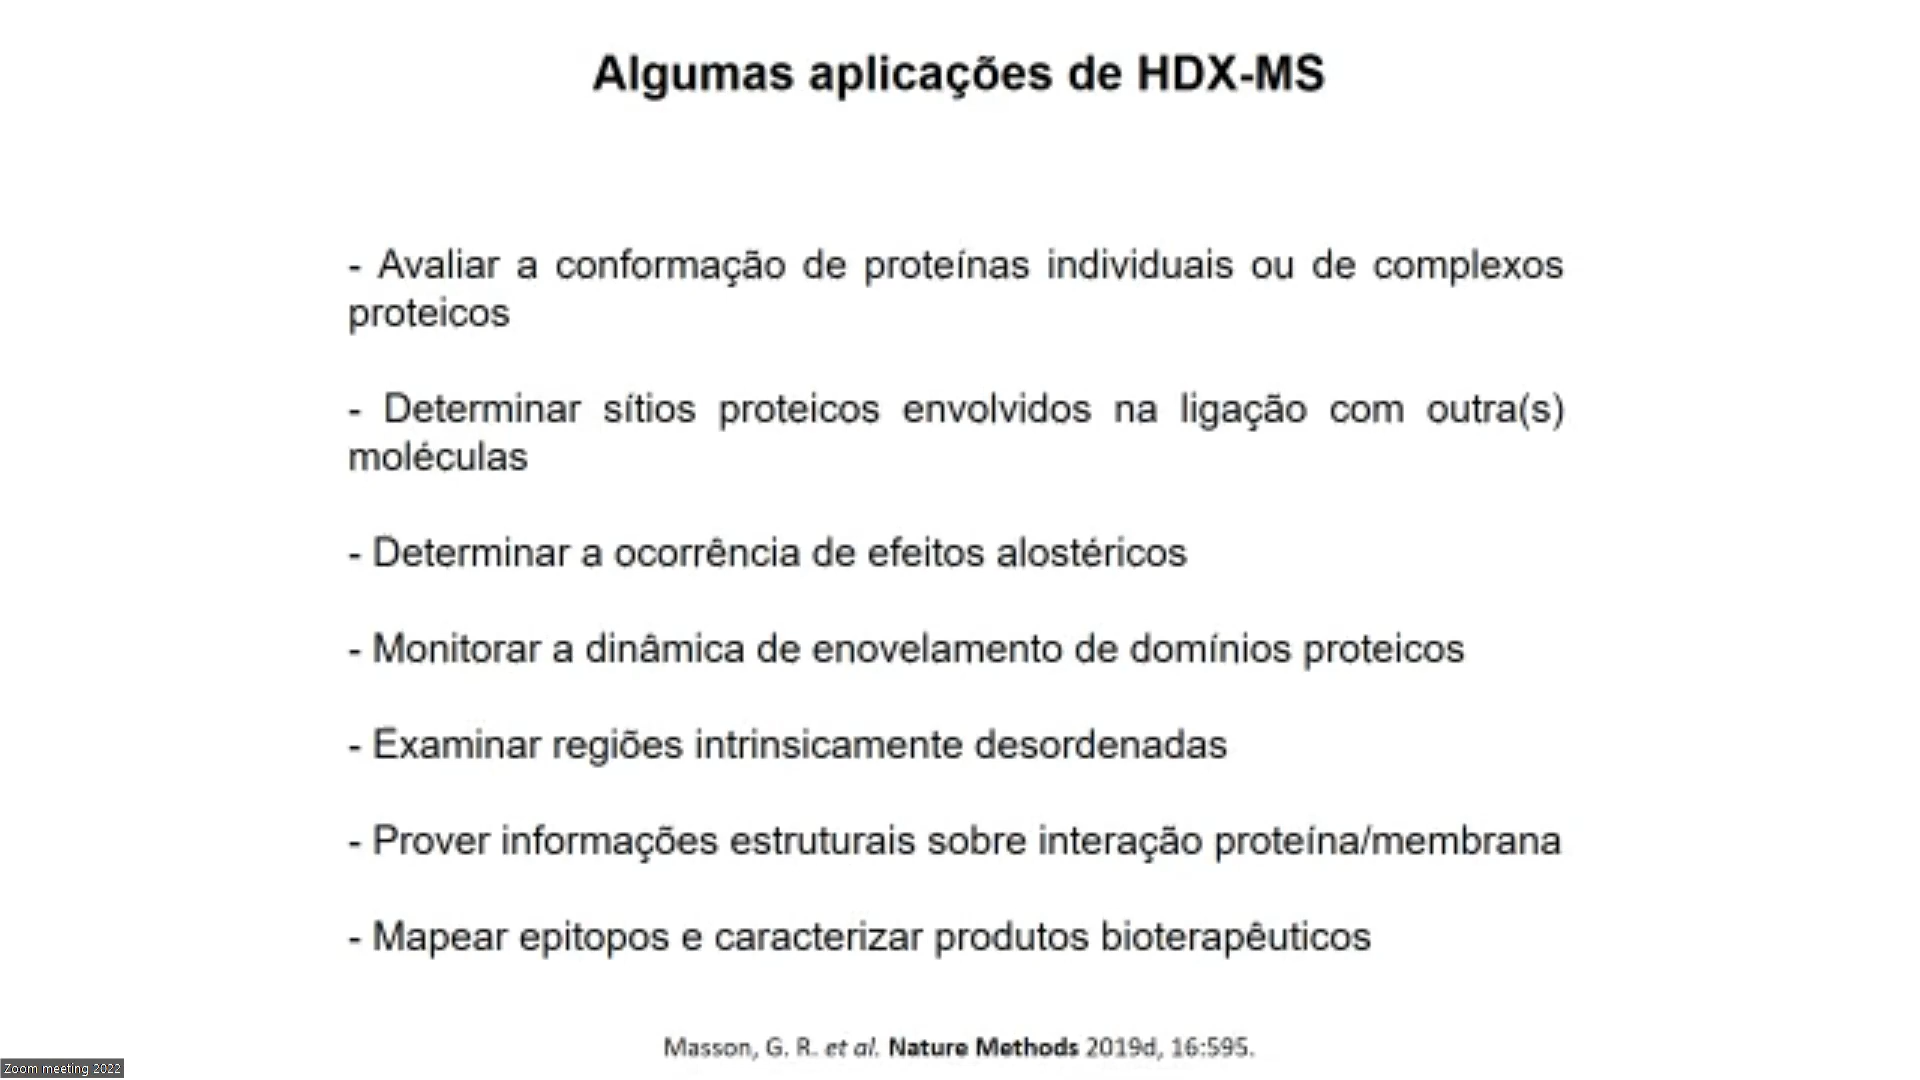 Algumas aplicações de HDX-MS
- Avaliar a conformação de proteínas individuais ou de complexos
proteicos
- Determinar sítios proteicos envolvidos na ligação com outra(s)
moléculas
- Determinar a ocorrência de efeitos alostéricos
- Monitorar a dinâmica de enovelamento de domínios proteicos
- Examinar regiões intrinsicamente desordenadas
- Prover informações estruturais sobre interação proteína/membrana
- Mapear epitopos e caracterizar produtos bioterapêuticos
Masson, G. R. et al. Nature Methods 2019d, 16:595.
Zoom meeting 2022